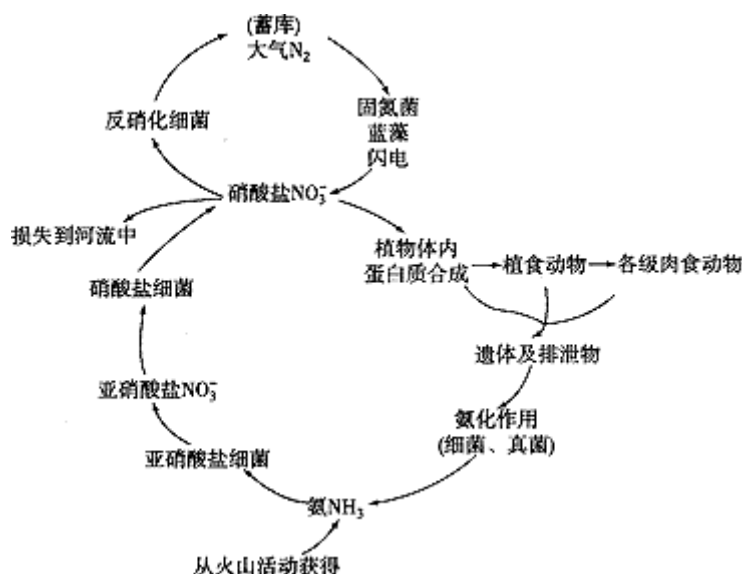 (蓄库)
大气N₂
反硝化细菌
固氮菌
蓝藻
闪电
硝酸盐NO₃⁻
损失到河流中
植物体内
蛋白质合成
植食动物
各级肉食动物
硝酸盐细菌
遗体及排泄物
亚硝酸盐NO₃⁻
氨化作用
(细菌、真菌)
亚硝酸盐细菌
氨NH₃
从火山活动获得